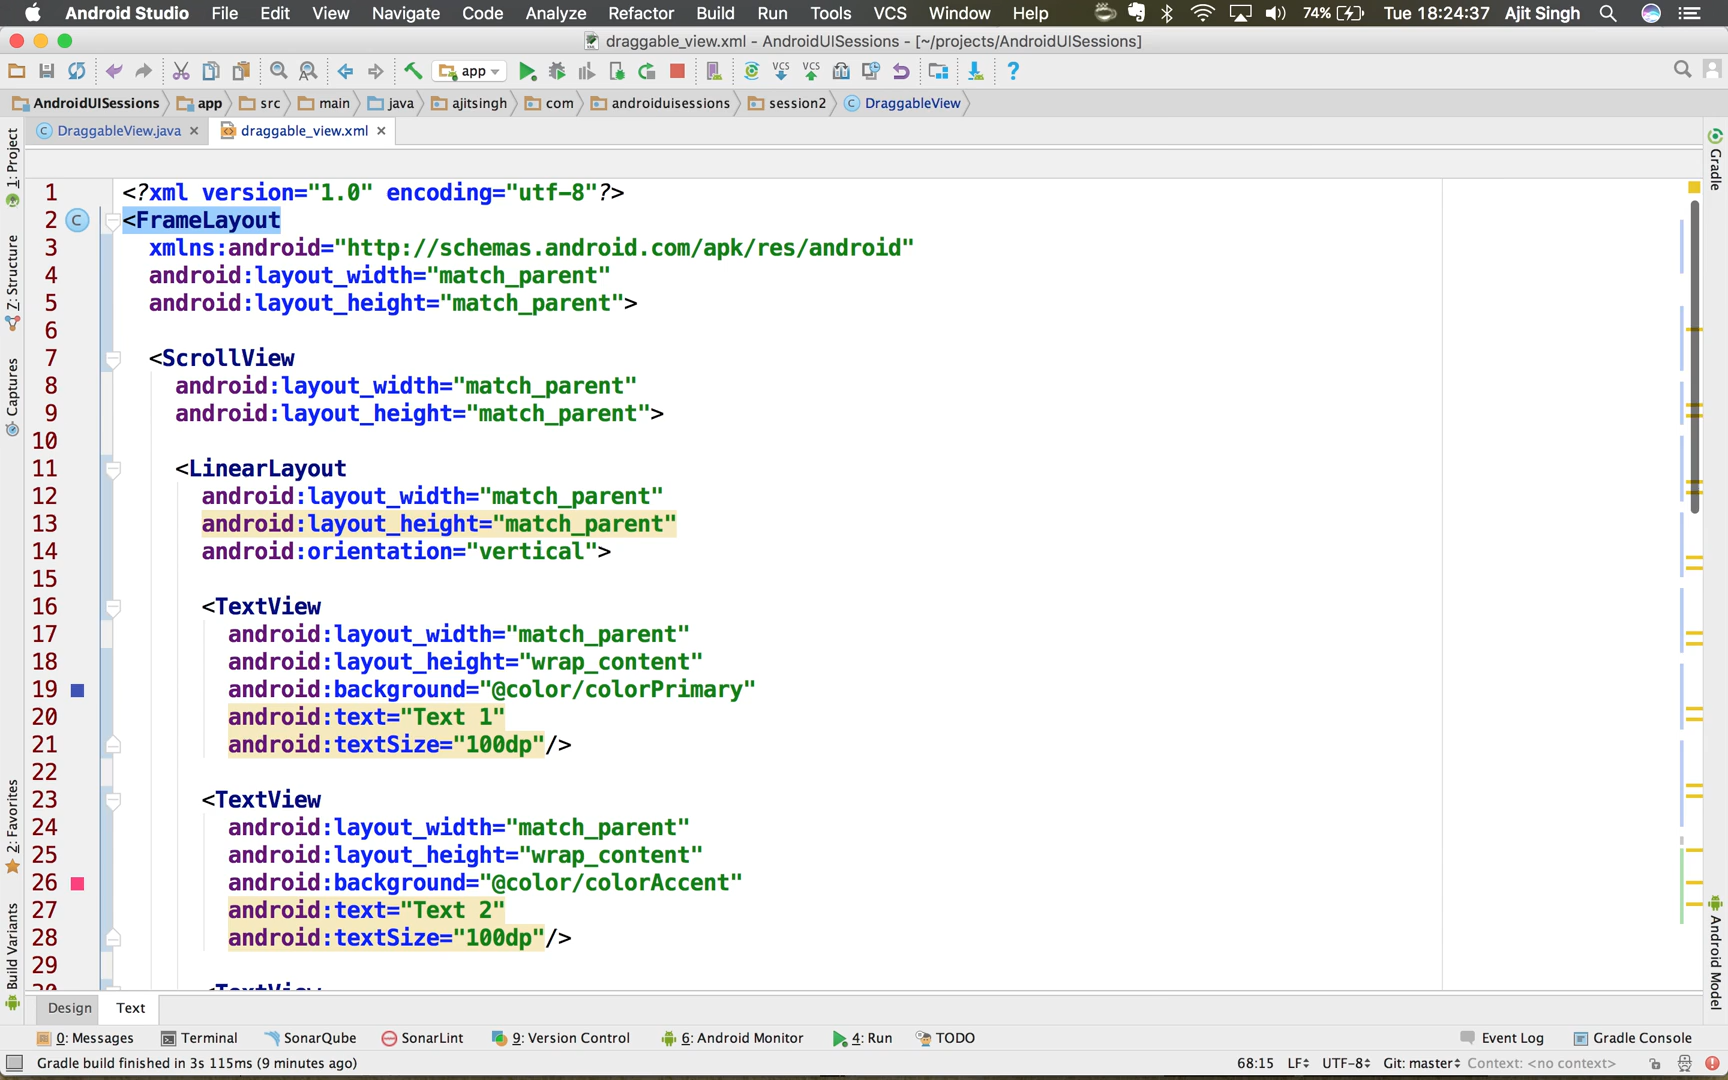 Android Studio File Edit View Navigate Code Analyze Refactor Build Run Tools VCS Window Help 74% Tue 18:24:37 Ajit Singh
draggable_view.xml - AndroidUISessions - [~/projects/AndroidUISessions]
app VCS VCS ?
AndroidUISessions app src main java ajitsingh com androiduisessions session2 C DraggableView
C DraggableView.java draggable_view.xml
1: Project
Z: Structure
Captures
2: Favorites
Build Variants
Gradle
Android Model
1 <?xml version="1.0" encoding="utf-8"?>
2 C <FrameLayout
3 xmlns:android="http://schemas.android.com/apk/res/android"
4 android:layout_width="match_parent"
5 android:layout_height="match_parent">
6
7 <ScrollView
8 android:layout_width="match_parent"
9 android:layout_height="match_parent">
10
11 <LinearLayout
12 android:layout_width="match_parent"
13 android:layout_height="match_parent"
14 android:orientation="vertical">
15
16 <TextView
17 android:layout_width="match_parent"
18 android:layout_height="wrap_content"
19 android:background="@color/colorPrimary"
20 android:text="Text 1"
21 android:textSize="100dp"/>
22
23 <TextView
24 android:layout_width="match_parent"
25 android:layout_height="wrap_content"
26 android:background="@color/colorAccent"
27 android:text="Text 2"
28 android:textSize="100dp"/>
29
30 <TextView
Design Text
0: Messages Terminal SonarQube SonarLint 9: Version Control 6: Android Monitor 4: Run TODO Event Log Gradle Console
Gradle build finished in 3s 115ms (9 minutes ago) 68:15 LF UTF-8 Git: master Context: <no context>